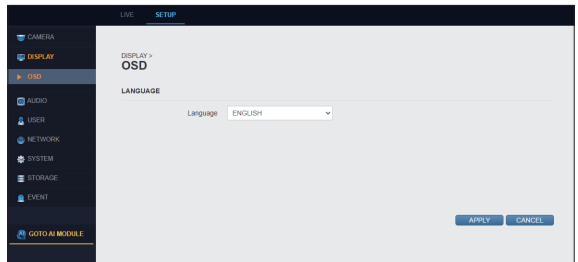 LIVE SETUP
CAMERA
DISPLAY
OSD
AUDIO
USER
NETWORK
SYSTEM
STORAGE
EVENT
GOTO AI MODULE
DISPLAY >
OSD
LANGUAGE
Language ENGLISH
APPLY CANCEL